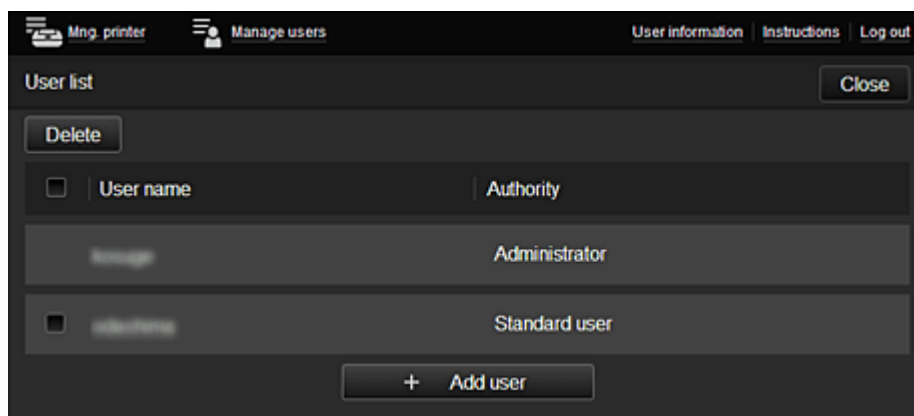 Mng. printer Manage users User information Instructions Log out
User list Close
Delete
User name Authority
Administrator
Standard user
+ Add user